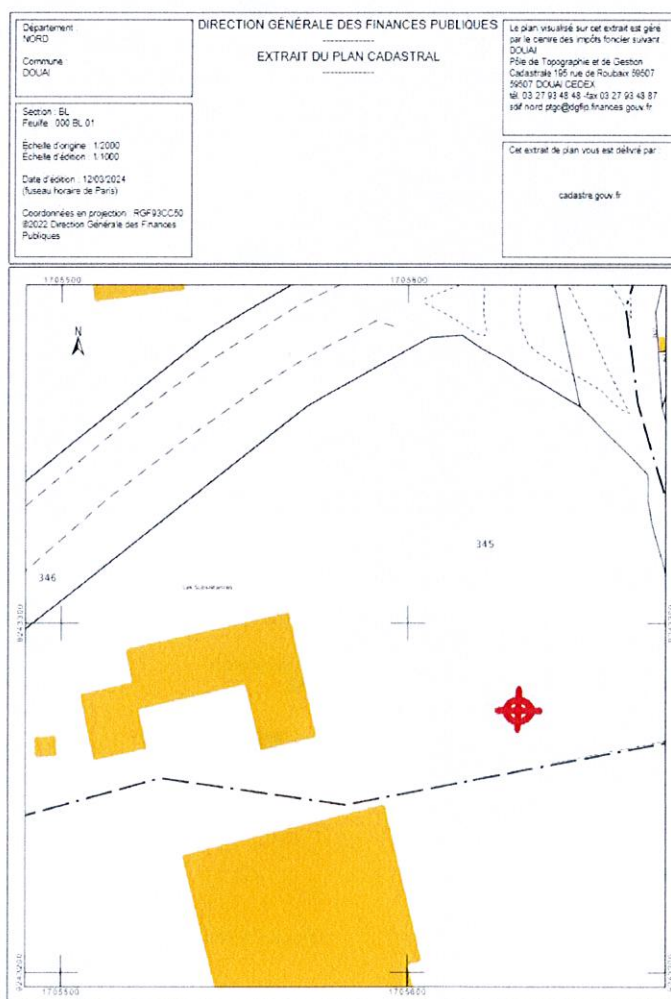 Département :
NORD
Commune :
DOUAI
Section : BL
Feuille : 000 BL 01
Échelle d'origine : 1/2000
Échelle d'édition : 1/1000
Date d'édition : 12/03/2024
(fuseau horaire de Paris)
Coordonnées en projection : RGF93CC50
©2022 Direction Générale des Finances
Publiques
DIRECTION GÉNÉRALE DES FINANCES PUBLIQUES
EXTRAIT DU PLAN CADASTRAL
Le plan visualisé sur cet extrait est géré
par le centre des impôts foncier suivant :
DOUAI
Pôle de Topographie et de Gestion
Cadastrale 195 rue de Roubaix 59507
59507 DOUAI CEDEX
tél. 03 27 93 48 48 -fax 03 27 93 48 87
sdif.nord.ptgc@dgfip.finances.gouv.fr
Cet extrait de plan vous est délivré par :
cadastre.gouv.fr
1705500
1705600
N
345
346
9243300
9243300
9243200
9243200
1705500
1705600